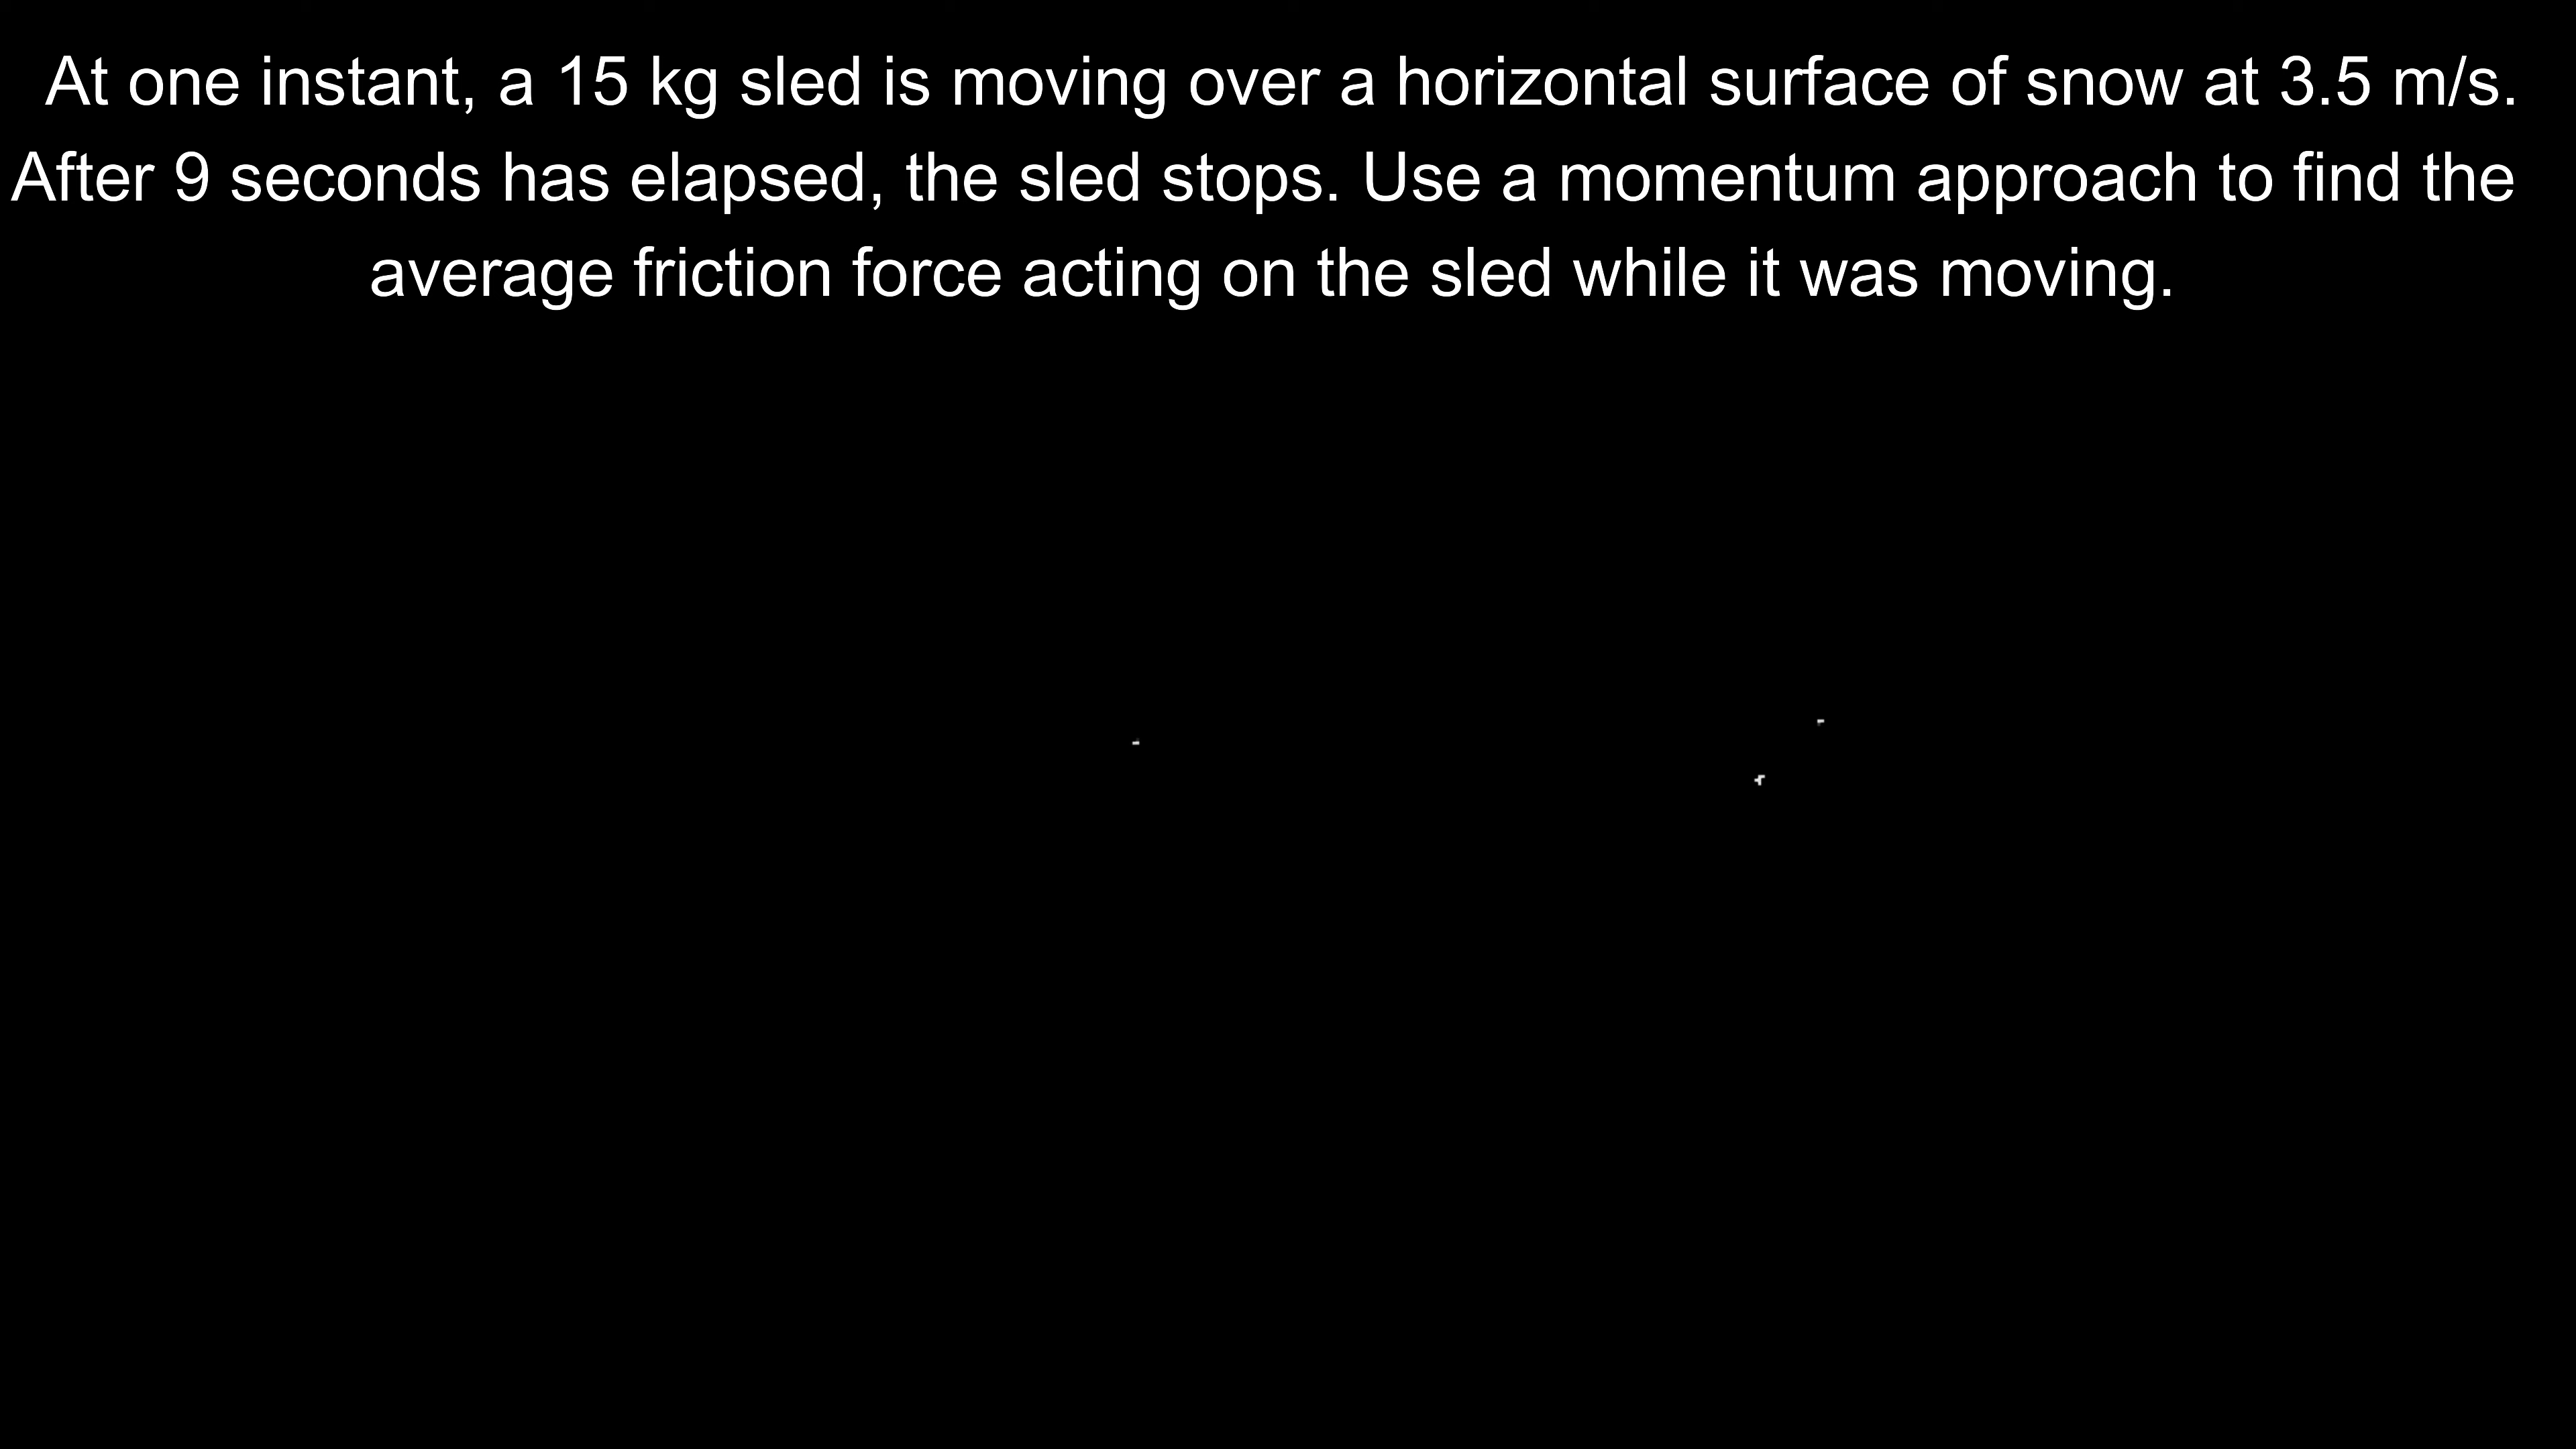 At one instant, a 15 kg sled is moving over a horizontal surface of snow at 3.5 m/s.
After 9 seconds has elapsed, the sled stops. Use a momentum approach to find the
average friction force acting on the sled while it was moving.